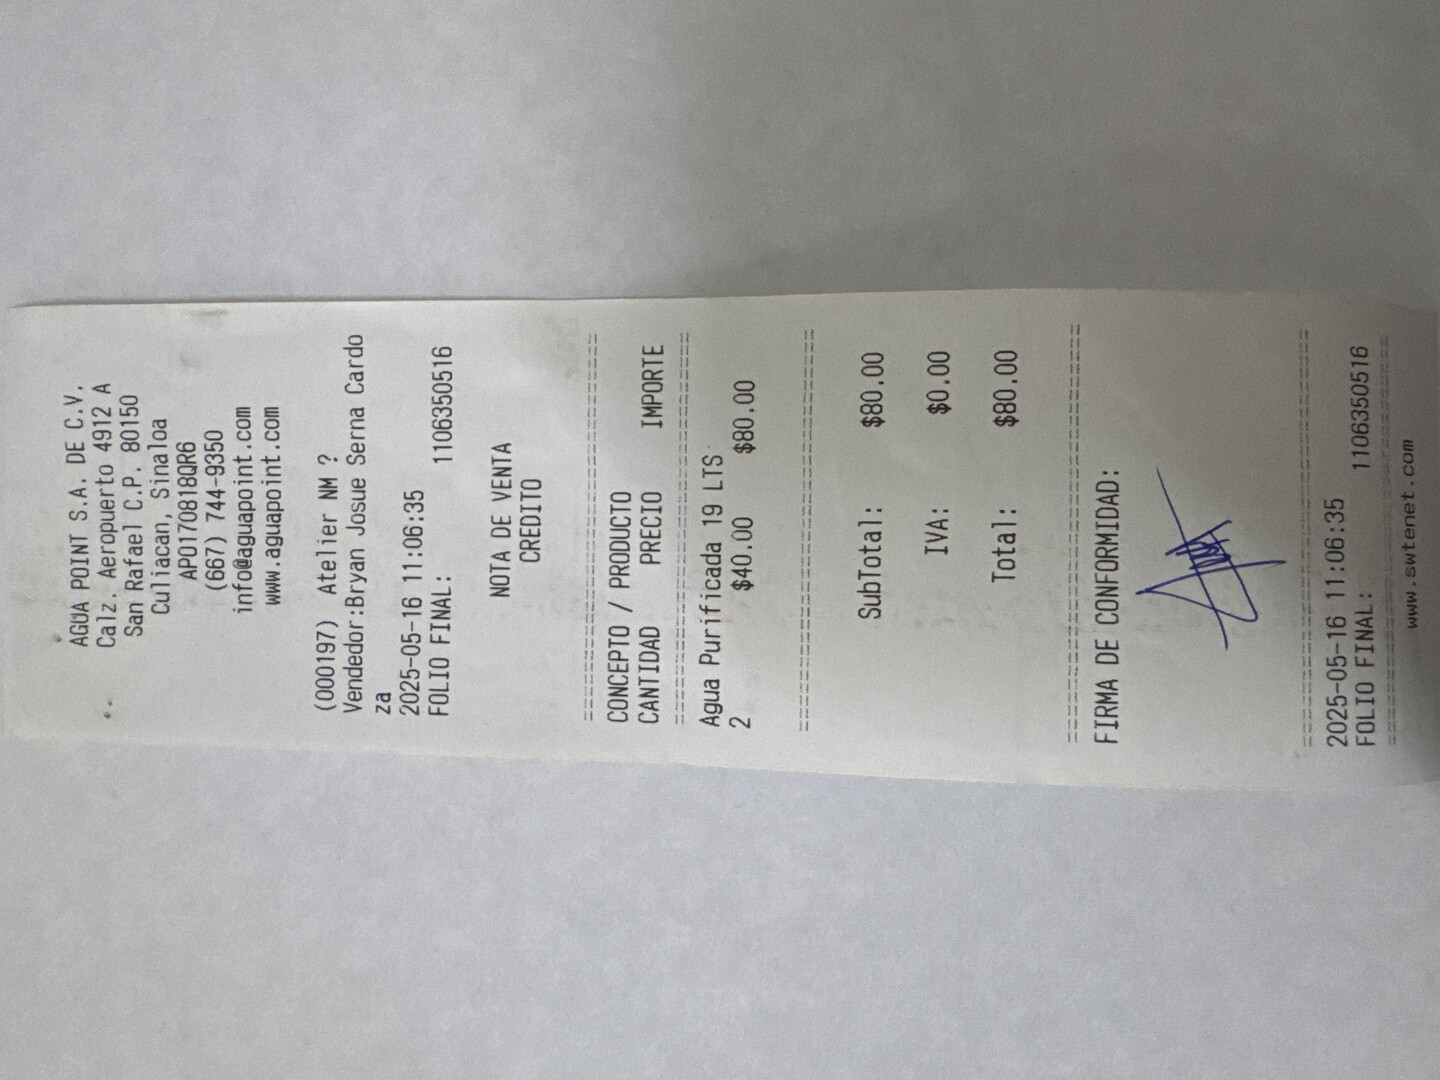 AGUA POINT S.A. DE C.V.
Calz. Aeropuerto 4912 A
San Rafael C.P. 80150
Culiacan, Sinaloa
APO170818QR6
(667) 744-9350
info@aguapoint.com
www.aguapoint.com
(000197) Atelier NM ?
Vendedor:Bryan Josue Serna Cardo
za
2025-05-16 11:06:35
FOLIO FINAL: 1106350516
NOTA DE VENTA
CREDITO
CONCEPTO / PRODUCTO
CANTIDAD PRECIO IMPORTE
Agua Purificada 19 LTS
2 $40.00 $80.00
SubTotal: $80.00
IVA: $0.00
Total: $80.00
FIRMA DE CONFORMIDAD:
2025-05-16 11:06:35
FOLIO FINAL: 1106350516
www.swtenet.com